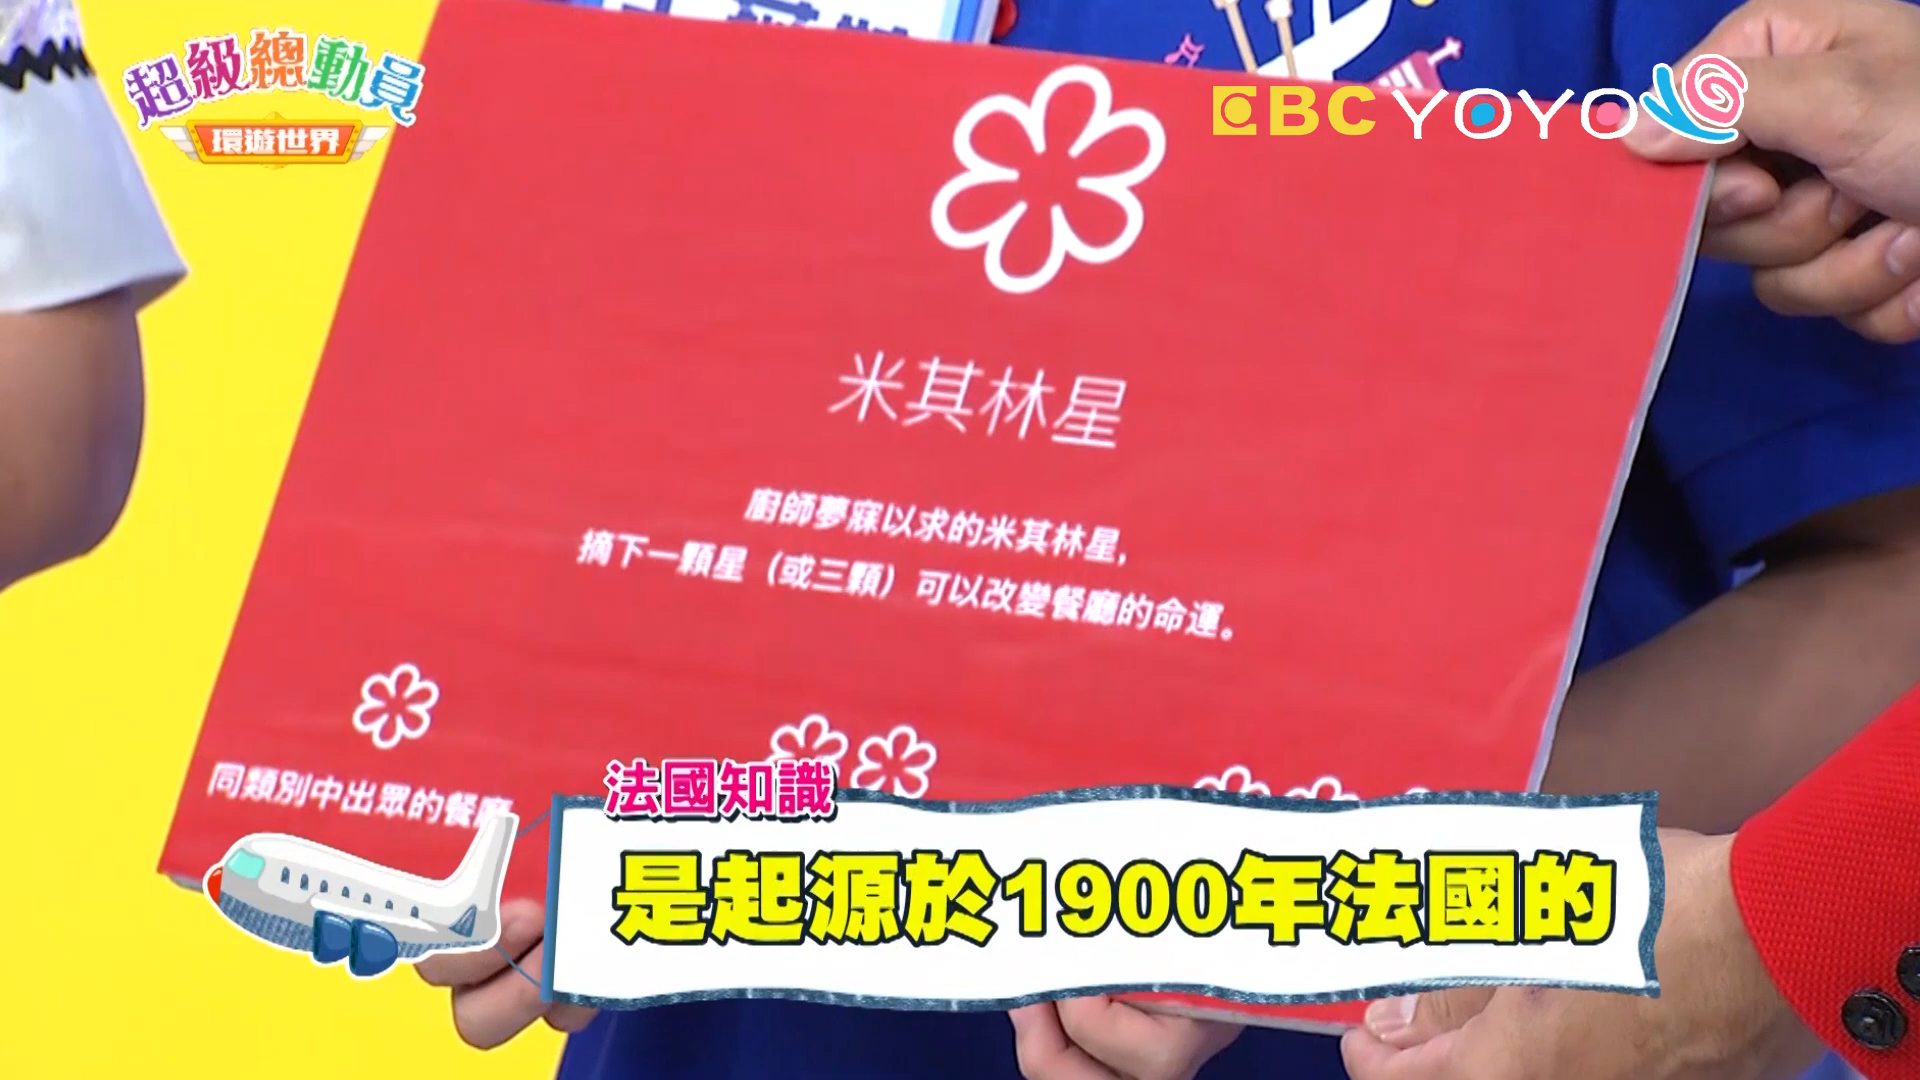 超級總動員
環遊世界
EBC YOYO
米其林星
廚師夢寐以求的米其林星,
摘下一顆星（或三顆）可以改變餐廳的命運。
同類別中出眾的餐廳
法國知識
是起源於1900年法國的